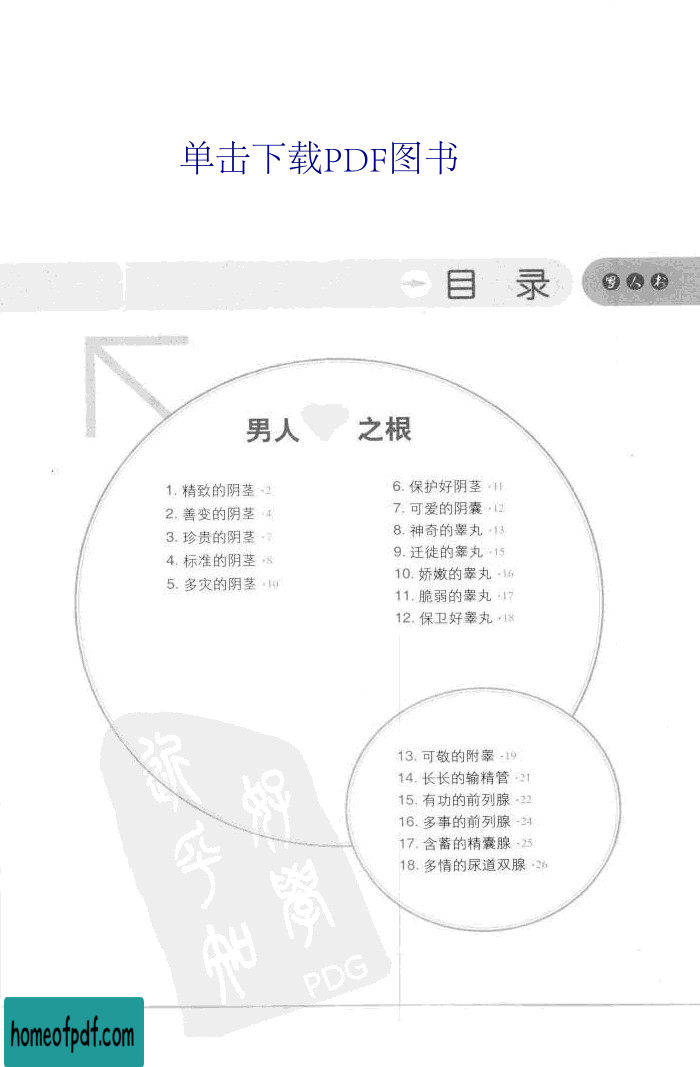 单击下载PDF图书
目 录
男人书
男人 之根
1. 精致的阴茎 ·2
2. 善变的阴茎 ·4
3. 珍贵的阴茎 ·7
4. 标准的阴茎 ·8
5. 多灾的阴茎 ·10
6. 保护好阴茎 ·11
7. 可爱的阴囊 ·12
8. 神奇的睾丸 ·13
9. 迁徙的睾丸 ·15
10. 娇嫩的睾丸 ·16
11. 脆弱的睾丸 ·17
12. 保卫好睾丸 ·18
13. 可敬的附睾 ·19
14. 长长的输精管 ·21
15. 有功的前列腺 ·22
16. 多事的前列腺 ·24
17. 含蓄的精囊腺 ·25
18. 多情的尿道双腺 ·26
PDG
homeofpdf.com